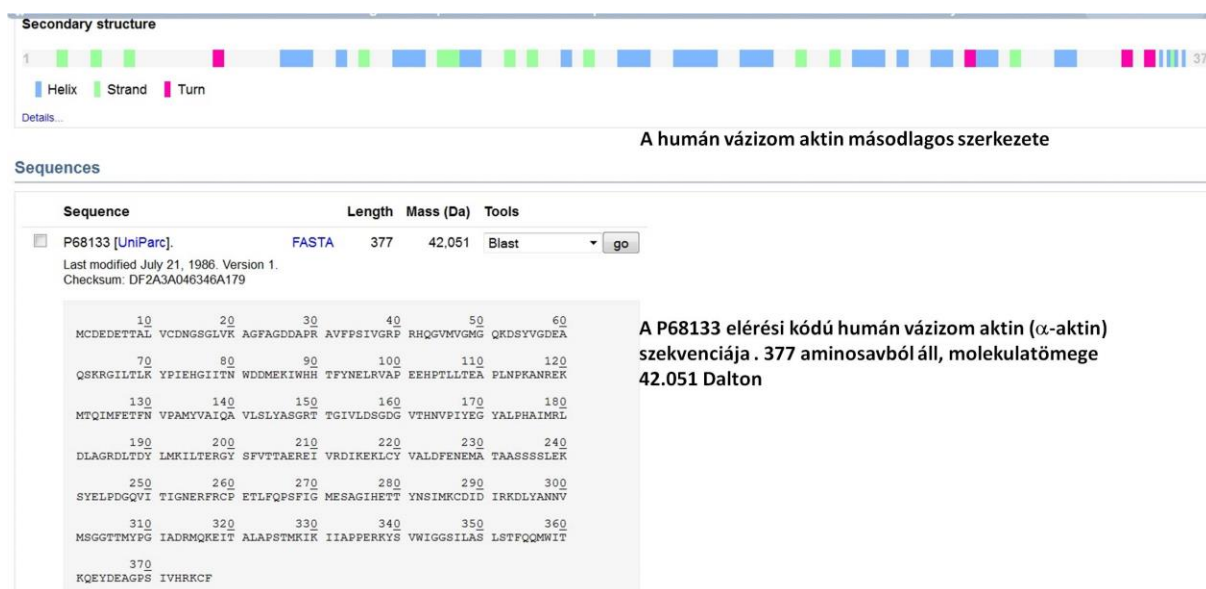 Secondary structure
1
37
Helix Strand Turn
Details...
A humán vázizom aktin másodlagos szerkezete
Sequences
Sequence Length Mass (Da) Tools
P68133 [UniParc]. FASTA 377 42,051 Blast go
Last modified July 21, 1986. Version 1.
Checksum: DF2A3A046346A179
10 20 30 40 50 60
MCDEDETTAL VCDNGSGLVK AGFAGDDAPR AVFPSIVGRP RHQGVMVGMG QKDSYVGDEA
70 80 90 100 110 120
QSKRGILTLK YPIEHGIITN WDDMEKIWHH TFYNELRVAP EEHPTLLTEA PLNPKANREK
130 140 150 160 170 180
MTQIMFETFN VPAMYVAIQA VLSLYASGRT TGIVLDSGDG VTHNVPIYEG YALPHAIMRL
190 200 210 220 230 240
DLAGRDLTDY LMKILTERGY SFVTTAEREI VRDIKEKLCY VALDFENEMA TAASSSSLEK
250 260 270 280 290 300
SYELPDGQVI TIGNERFRCP ETLFQPSFIG MESAGIHETT YNSIMKCDID IRKDLYANNV
310 320 330 340 350 360
MSGGTTMYPG IADRMQKEIT ALAPSTMKIK IIAPPERKYS VWIGGSILAS LSTFQQMWIT
370
KQEYDEAGPS IVHRKCF
A P68133 elérési kódú humán vázizom aktin (α-aktin)
szekvenciája . 377 aminosavból áll, molekulatömege
42.051 Dalton